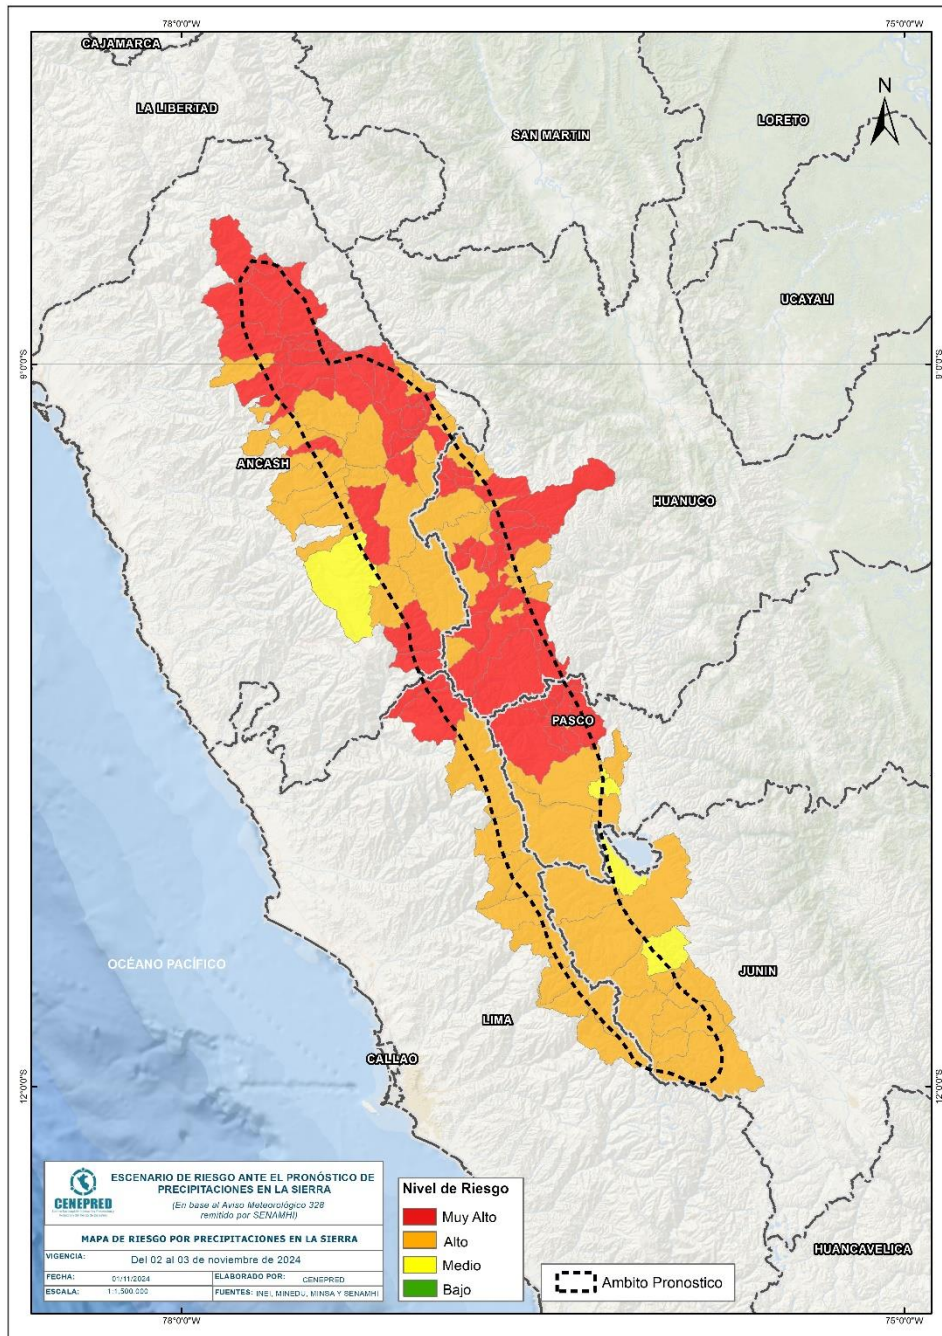 78°0'0"W
75°0'0"W
CAJAMARCA
LA LIBERTAD
SAN MARTIN
LORETO
N
UCAYALI
9°0'0"S
9°0'0"S
ANCASH
HUANUCO
PASCO
OCÉANO PACÍFICO
JUNIN
LIMA
CALLAO
12°0'0"S
12°0'0"S
HUANCAVELICA
CENEPRED
ESCENARIO DE RIESGO ANTE EL PRONÓSTICO DE
PRECIPITACIONES EN LA SIERRA
(En base al Aviso Meteorológico 328
remitido por SENAMHI)
MAPA DE RIESGO POR PRECIPITACIONES EN LA SIERRA
VIGENCIA: Del 02 al 03 de noviembre de 2024
FECHA: 01/11/2024 ELABORADO POR: CENEPRED
ESCALA: 1:1,500,000 FUENTES: INEI, MINEDU, MINSA Y SENAMHI
Nivel de Riesgo
Muy Alto
Alto
Medio
Bajo
Ambito Pronostico
78°0'0"W
75°0'0"W